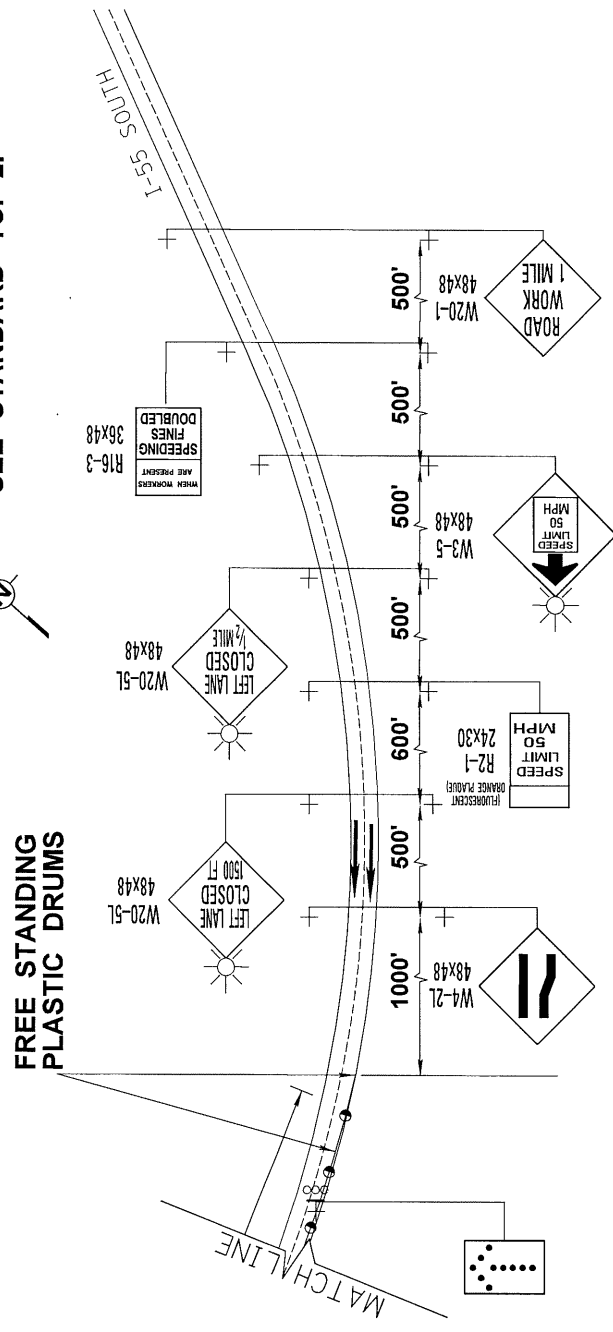 SEE STANDARD
FREE STANDING
PLASTIC DRUMS
I-55 SOUTH
MATCH LINE
R16-3
36x48
WHEN WORKERS
ARE PRESENT
SPEEDING
FINES
DOUBLED
W20-5L
48x48
LEFT LANE
CLOSED
½ MILE
W20-5L
48x48
LEFT LANE
CLOSED
1500 FT
500'
500'
500'
500'
600'
500'
1000'
W20-1
48x48
ROAD
WORK
1 MILE
W3-5
48x48
SPEED
LIMIT
50
MPH
(FLUORESCENT
ORANGE PLAQUE)
R2-1
24x30
SPEED
LIMIT
50
MPH
W4-2L
48x48